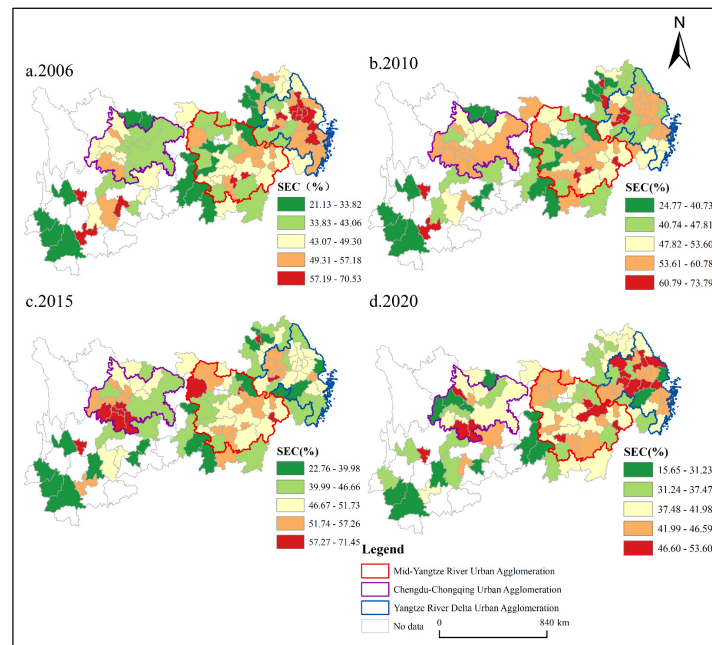 N
a.2006
SEC (%)
21.13 - 33.82
33.83 - 43.06
43.07 - 49.30
49.31 - 57.18
57.19 - 70.53
b.2010
SEC(%)
24.77 - 40.73
40.74 - 47.81
47.82 - 53.60
53.61 - 60.78
60.79 - 73.79
c.2015
SEC(%)
22.76 - 39.98
39.99 - 46.66
46.67 - 51.73
51.74 - 57.26
57.27 - 71.45
d.2020
SEC(%)
15.65 - 31.23
31.24 - 37.47
37.48 - 41.98
41.99 - 46.59
46.60 - 53.60
Legend
Mid-Yangtze River Urban Agglomeration
Chengdu-Chongqing Urban Agglomeration
Yangtze River Delta Urban Agglomeration
No data
0 840 km